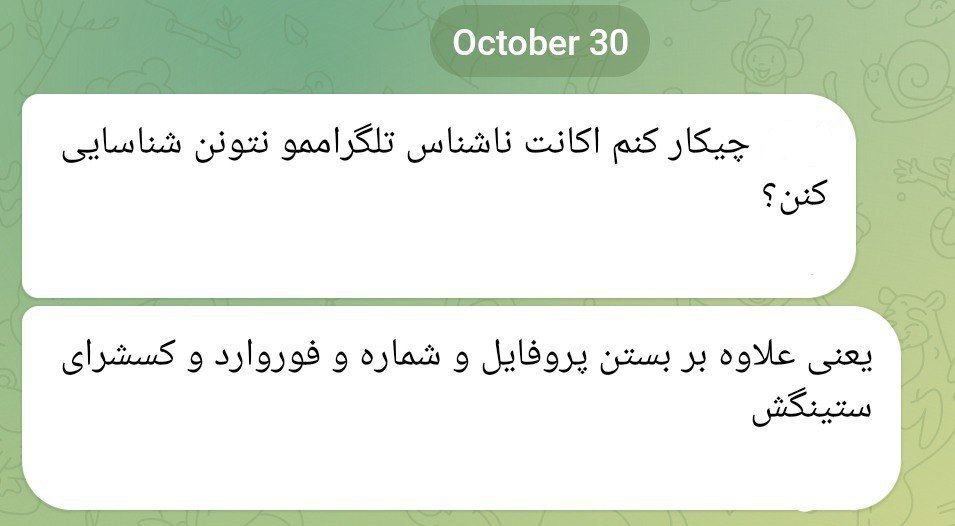 October 30
چیکار کنم اکانت ناشناس تلگراممو نتونن شناسایی
کنن؟
یعنی علاوه بر بستن پروفایل و شماره و فوروارد و کسشرای
ستینگش